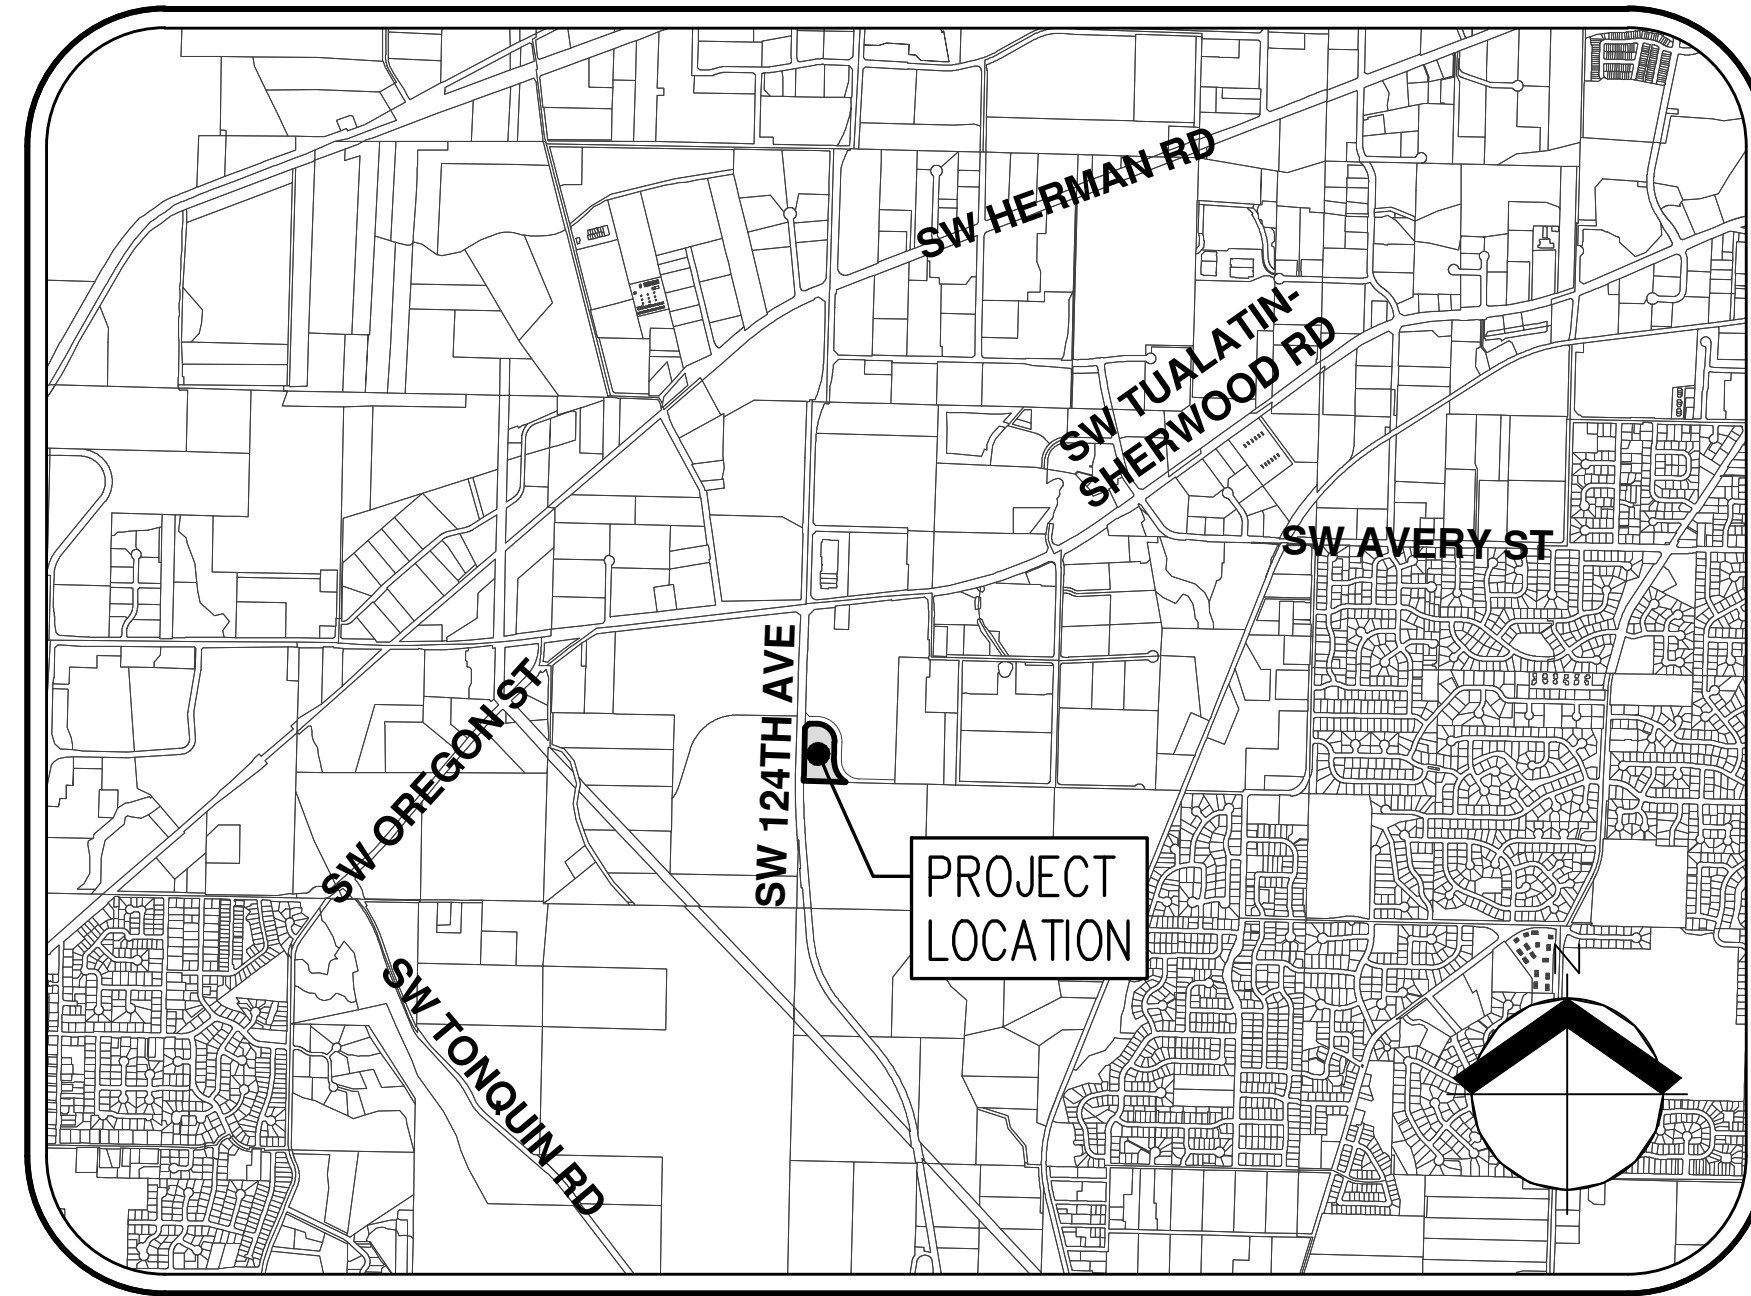 SW HERMAN RD
SW TUALATIN-
SHERWOOD RD
SW AVERY ST
SW 124TH AVE
SW OREGON ST
PROJECT
LOCATION
N
SW TONQUIN RD